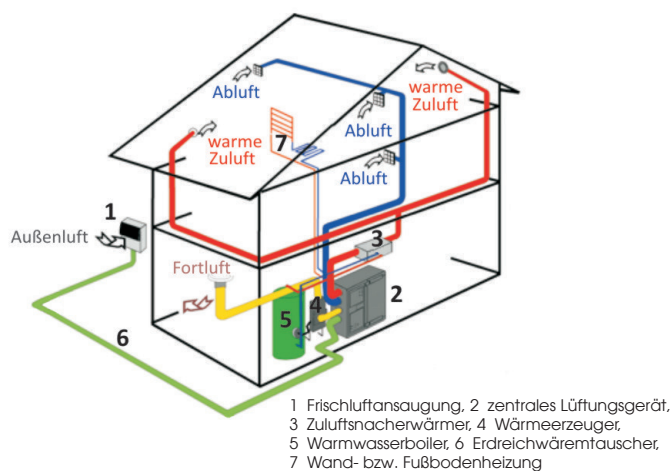 Abluft
warme
Zuluft
Abluft
7
warme
Zuluft
Abluft
1
Außenluft
3
Fortluft
2
4
5
6
1 Frischluftansaugung, 2 zentrales Lüftungsgerät,
3 Zuluftsnacherwärmer, 4 Wärmeerzeuger,
5 Warmwasserboiler, 6 Erdreichwäremtauscher,
7 Wand- bzw. Fußbodenheizung